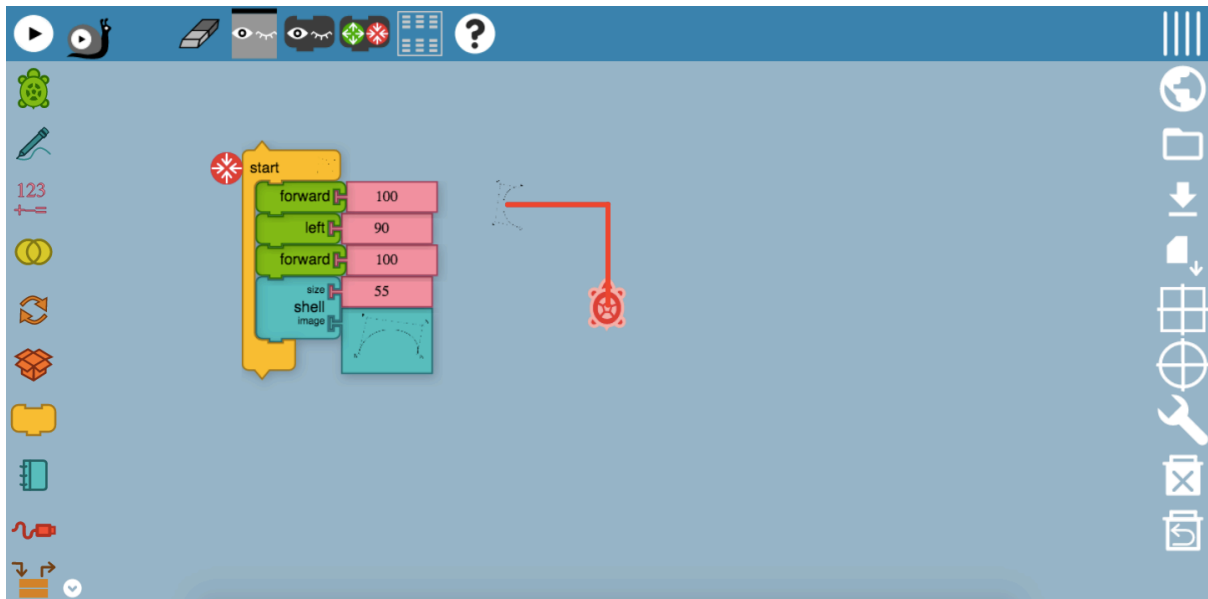 ?
123
+-=
start
forward 100
left 90
forward 100
size 55
shell
image